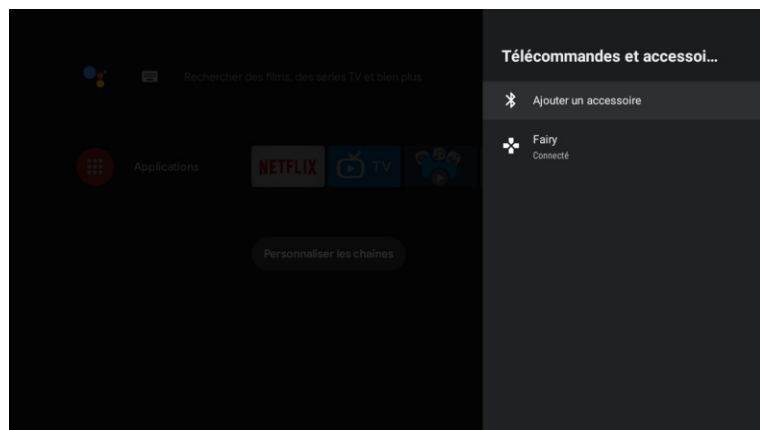 Télécommandes et accessoi...
Rechercher des films, des séries TV et bien plus
Ajouter un accessoire
Fairy
Connecté
Applications
NETFLIX
TV
Personnaliser les chaînes